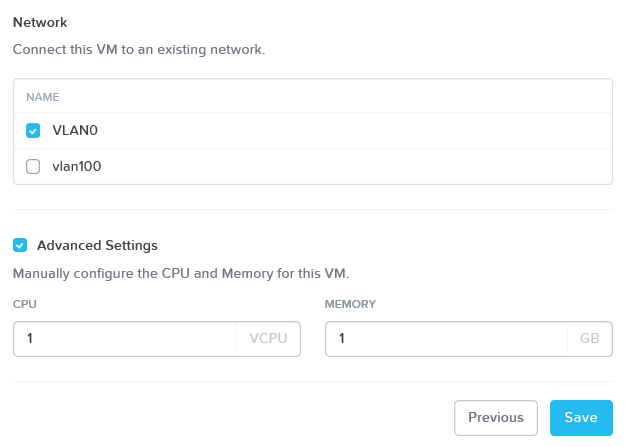 Network
Connect this VM to an existing network.
NAME
VLAN0
vlan100
Advanced Settings
Manually configure the CPU and Memory for this VM.
CPU MEMORY
1 VCPU 1 GB
Previous Save